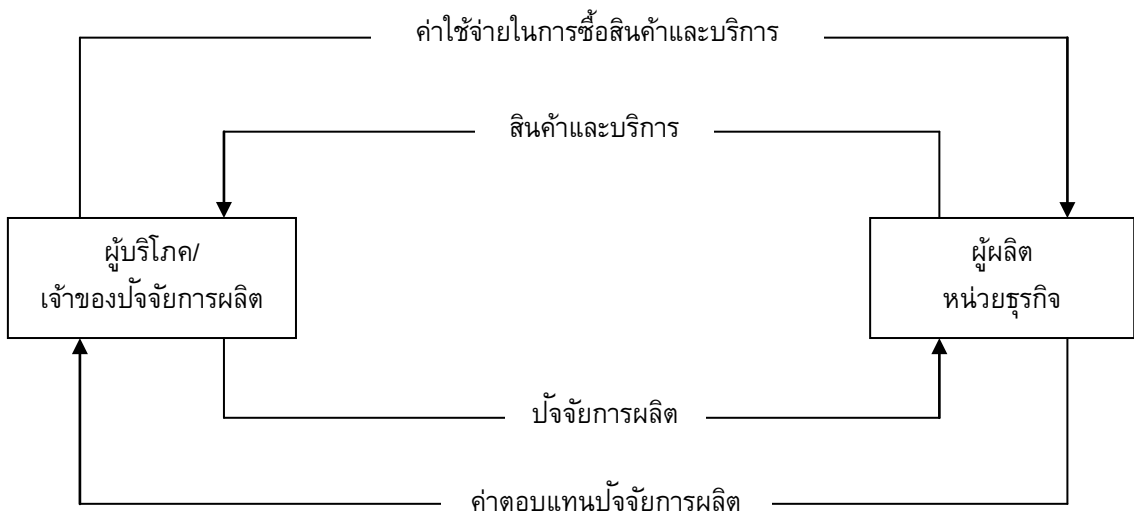 ค่าใช้จ่ายในการซื้อสินค้าและบริการ
สินค้าและบริการ
ผู้บริโภค/
เจ้าของปัจจัยการผลิต
ผู้ผลิต
หน่วยธุรกิจ
ปัจจัยการผลิต
ค่าตอบแทนปัจจัยการผลิต